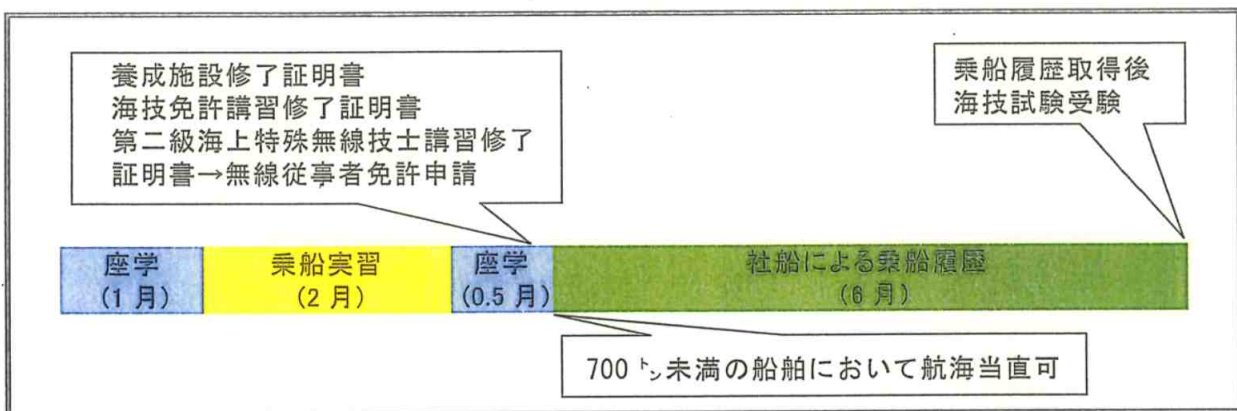 養成施設修了証明書
海技免許講習修了証明書
第二級海上特殊無線技士講習修了
証明書→無線従事者免許申請
乗船履歴取得後
海技試験受験
座学
(1 月)
乗船実習
(2 月)
座学
(0.5 月)
社船による乗船履歴
(6 月)
700 ㌧未満の船舶において航海当直可